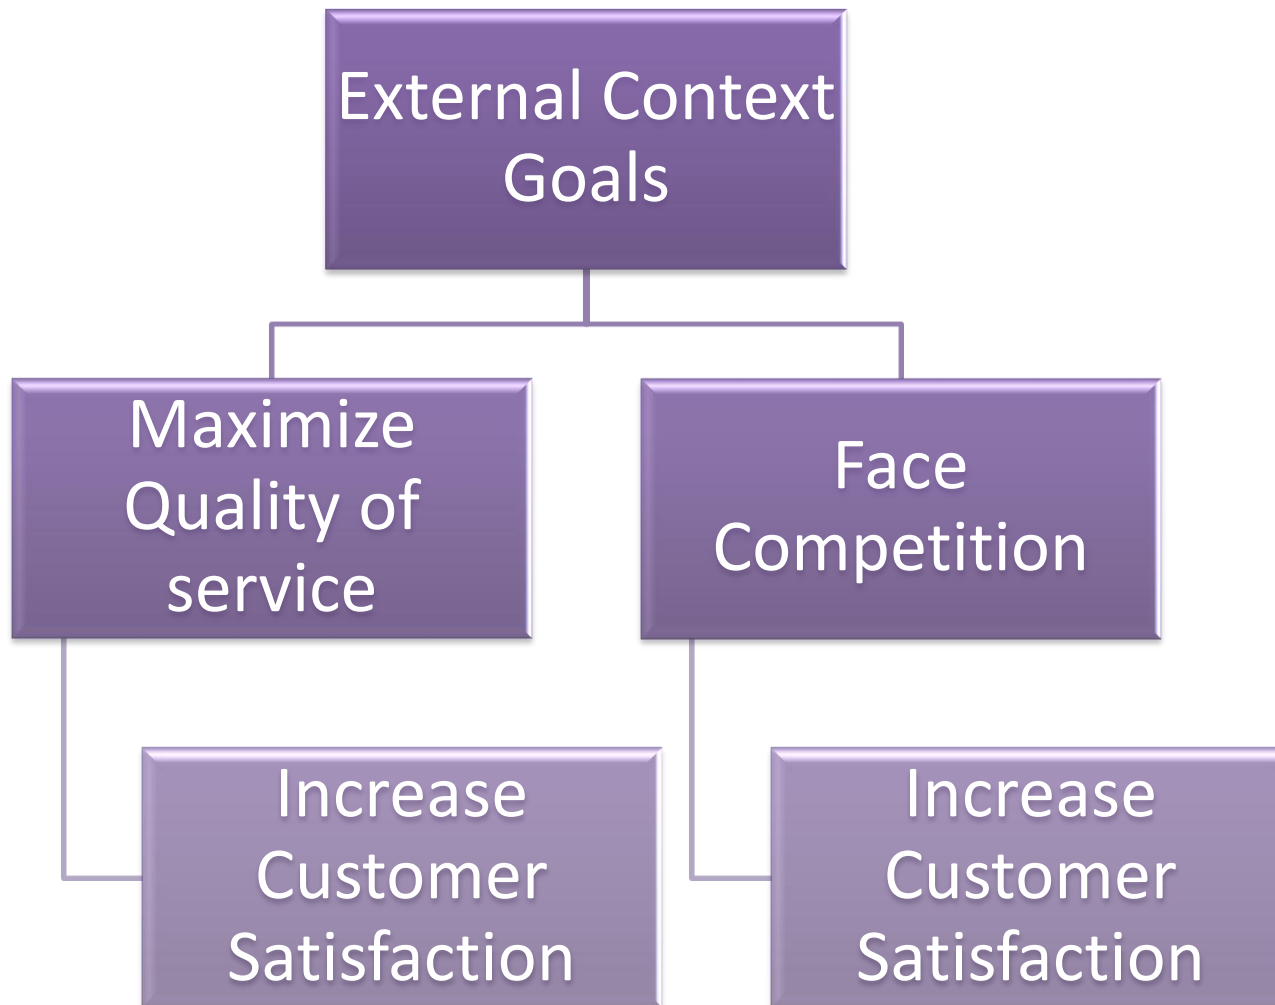 External Context
Goals
Maximize
Quality of
service
Face
Competition
Increase
Customer
Satisfaction
Increase
Customer
Satisfaction